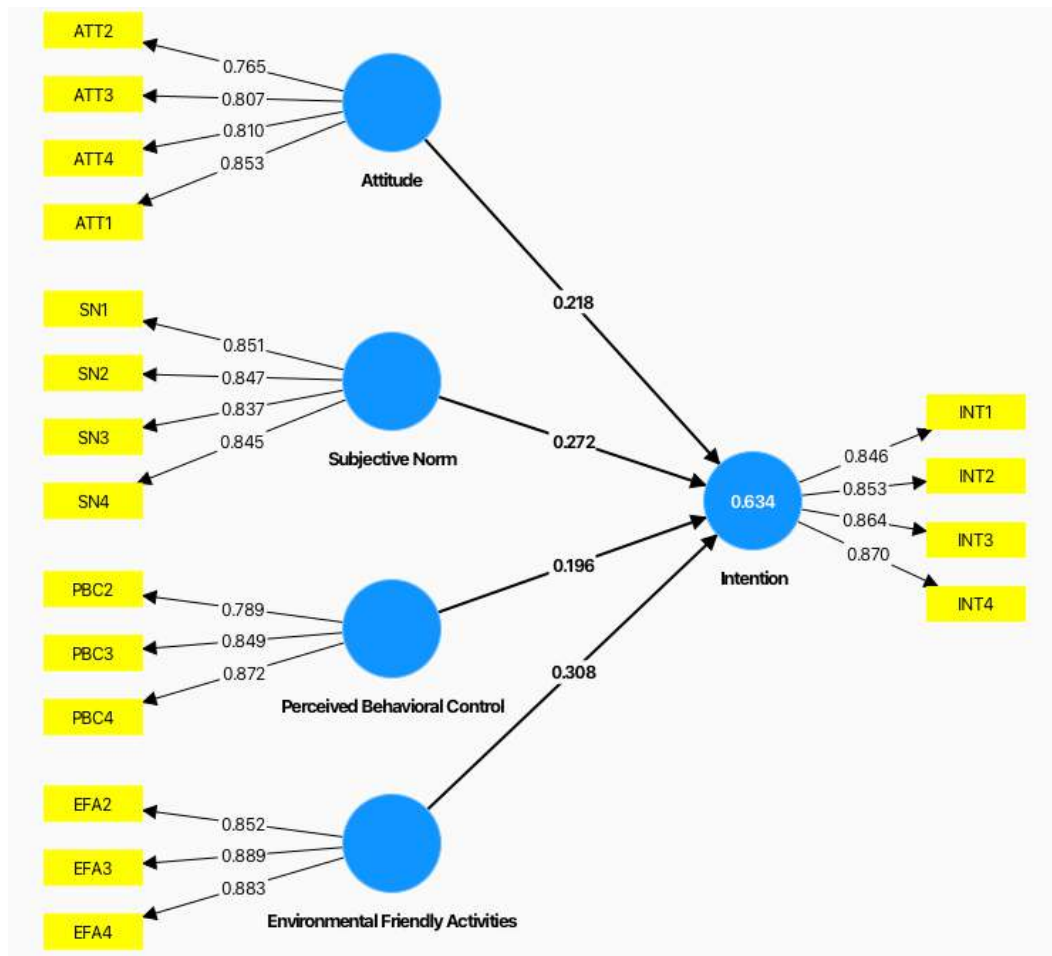 ATT2
0.765
ATT3
0.807
ATT4
0.810
0.853
ATT1
Attitude
0.218
SN1
0.851
SN2
0.847
SN3
0.837
0.845
SN4
Subjective Norm
0.272
INT1
0.846
INT2
0.853
0.634
0.864
INT3
0.870
INT4
Intention
0.196
PBC2
0.789
PBC3
0.849
0.872
PBC4
Perceived Behavioral Control
0.308
EFA2
0.852
EFA3
0.889
0.883
EFA4
Environmental Friendly Activities